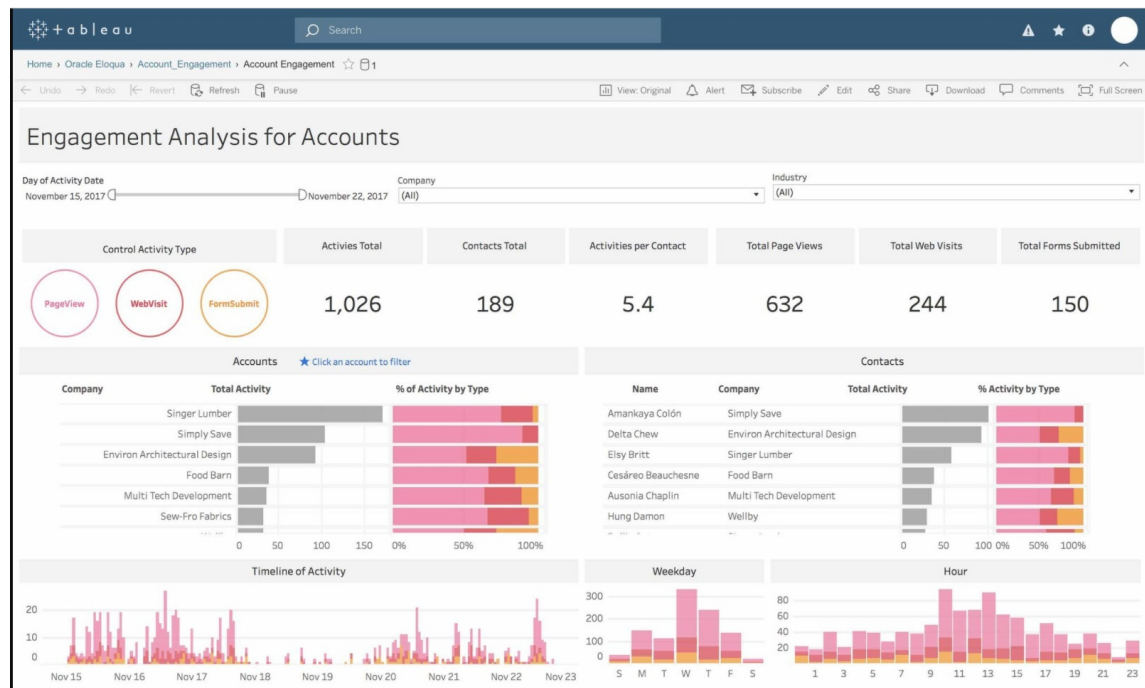 +ableau
Search
Home › Oracle Eloqua › Account_Engagement › Account Engagement 1
Undo Redo Revert Refresh Pause View: Original Alert Subscribe Edit Share Download Comments Full Screen
Engagement Analysis for Accounts
Day of Activity Date
November 15, 2017 November 22, 2017
Company
(All)
Industry
(All)
Control Activity Type
PageView WebVisit FormSubmit
Activies Total
1,026
Contacts Total
189
Activities per Contact
5.4
Total Page Views
632
Total Web Visits
244
Total Forms Submitted
150
Accounts ★ Click an account to filter
Company Total Activity % of Activity by Type
Singer Lumber
Simply Save
Environ Architectural Design
Food Barn
Multi Tech Development
Sew-Fro Fabrics
0 50 100 150 0% 50% 100%
Contacts
Name Company Total Activity % Activity by Type
Amankaya Colón Simply Save
Delta Chew Environ Architectural Design
Elsy Britt Singer Lumber
Cesáreo Beauchesne Food Barn
Ausonia Chaplin Multi Tech Development
Hung Damon Wellby
0 50 100 0% 50% 100%
Timeline of Activity
20
10
0
Nov 15 Nov 16 Nov 17 Nov 18 Nov 19 Nov 20 Nov 21 Nov 22 Nov 23
Weekday
300
200
100
0
S M T W T F S
Hour
80
60
40
20
1 3 5 7 9 11 13 15 17 19 21 23